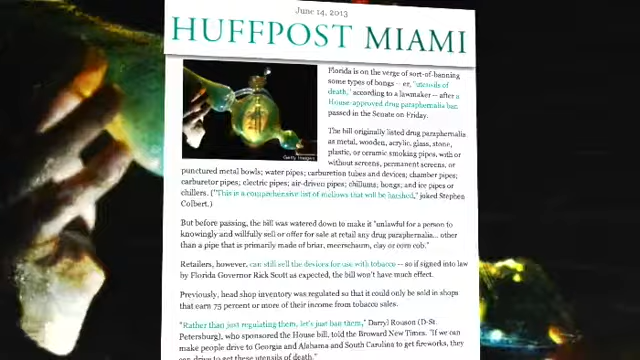 June 14, 2013
HUFFPOST MIAMI
Florida is on the verge of sort-of-banning
some types of bongs -- er, "utensils of
death," according to a lawmaker -- after a
House-approved drug paraphernalia ban
passed in the Senate on Friday.
Getty Images
The bill originally listed drug paraphernalia
as metal, wooden, acrylic, glass, stone,
plastic, or ceramic smoking pipes, with or
without screens, permanent screens, or
punctured metal bowls; water pipes; carburetion tubes and devices; chamber pipes;
carburetor pipes; electric pipes; air-driven pipes; chillums; bongs; and ice pipes or
chillers. ("This is a comprehensive list of mellows that will be harshed," joked Stephen
Colbert.)
But before passing, the bill was watered down to make it "unlawful for a person to
knowingly and willfully sell or offer for sale at retail any drug paraphernalia... other
than a pipe that is primarily made of briar, meerschaum, clay or corn cob."
Retailers, however, can still sell the devices for use with tobacco -- so if signed into law
by Florida Governor Rick Scott as expected, the bill won't have much effect.
Previously, head shop inventory was regulated so that it could only be sold in shops
that earn 75 percent or more of their income from tobacco sales.
"Rather than just regulating them, let's just ban them," Darryl Rouson (D-St.
Petersburg), who sponsored the House bill, told the Broward New Times. "If we can
make people drive to Georgia and Alabama and South Carolina to get fireworks, they
can drive to get these utensils of death."